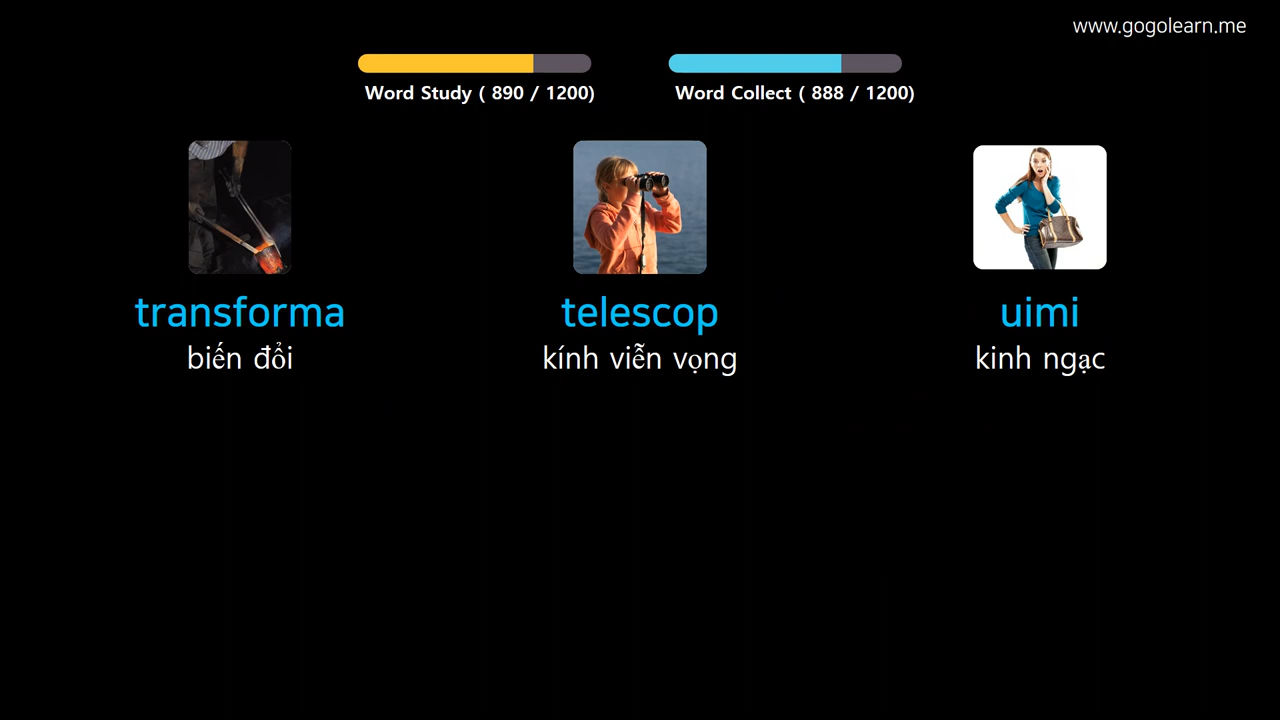 www.gogolearn.me
Word Study ( 890 / 1200)
Word Collect ( 888 / 1200)
transforma
biến đổi
telescop
kính viễn vọng
uimi
kinh ngạc